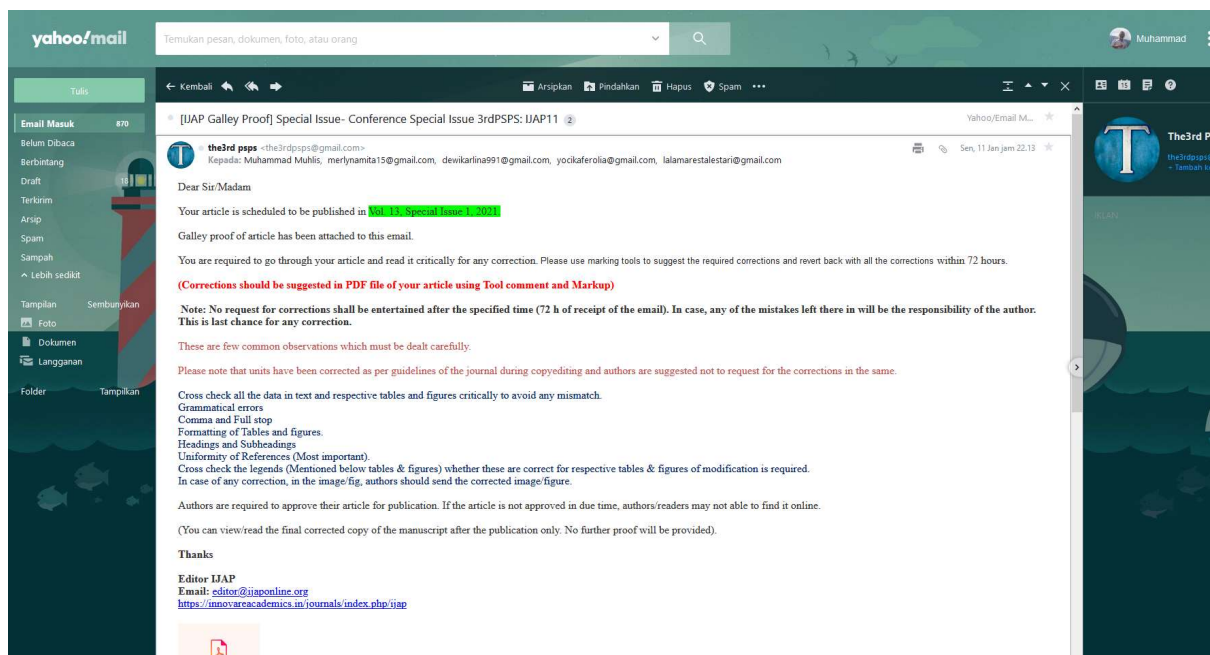 yahoo!mail
Temukan pesan, dokumen, foto, atau orang
Muhammad
Tulis
Kembali
Arsipkan Pindahkan Hapus Spam
Email Masuk 870
Belum Dibaca
Berbintang
Draft 18
Terkirim
Arsip
Spam
Sampah
Lebih sedikit
Tampilan Sembunyikan
Foto
Dokumen
Langganan
Folder Tampilkan
[IJAP Galley Proof] Special Issue- Conference Special Issue 3rdPSPS: IJAP11 2
Yahoo/Email M...
the3rd psps <the3rdpsps@gmail.com>
Kepada: Muhammad Muhlis, merlynamita15@gmail.com, dewikarlina991@gmail.com, yocikaferolia@gmail.com, lalamarestalestari@gmail.com
Sen, 11 Jan jam 22.13
Dear Sir/Madam
Your article is scheduled to be published in Vol. 13, Special Issue 1, 2021.
Galley proof of article has been attached to this email.
You are required to go through your article and read it critically for any correction. Please use marking tools to suggest the required corrections and revert back with all the corrections within 72 hours.
(Corrections should be suggested in PDF file of your article using Tool comment and Markup)
Note: No request for corrections shall be entertained after the specified time (72 h of receipt of the email). In case, any of the mistakes left there in will be the responsibility of the author.
This is last chance for any correction.
These are few common observations which must be dealt carefully.
Please note that units have been corrected as per guidelines of the journal during copyediting and authors are suggested not to request for the corrections in the same.
Cross check all the data in text and respective tables and figures critically to avoid any mismatch.
Grammatical errors
Comma and Full stop
Formatting of Tables and figures.
Headings and Subheadings
Uniformity of References (Most important).
Cross check the legends (Mentioned below tables & figures) whether these are correct for respective tables & figures of modification is required.
In case of any correction, in the image/fig, authors should send the corrected image/figure.
Authors are required to approve their article for publication. If the article is not approved in due time, authors/readers may not able to find it online.
(You can view/read the final corrected copy of the manuscript after the publication only. No further proof will be provided).
Thanks
Editor IJAP
Email: editor@ijaponline.org
https://innovareacademics.in/journals/index.php/ijap
The3rd P
the3rdpsps
+ Tambah k
IKLAN